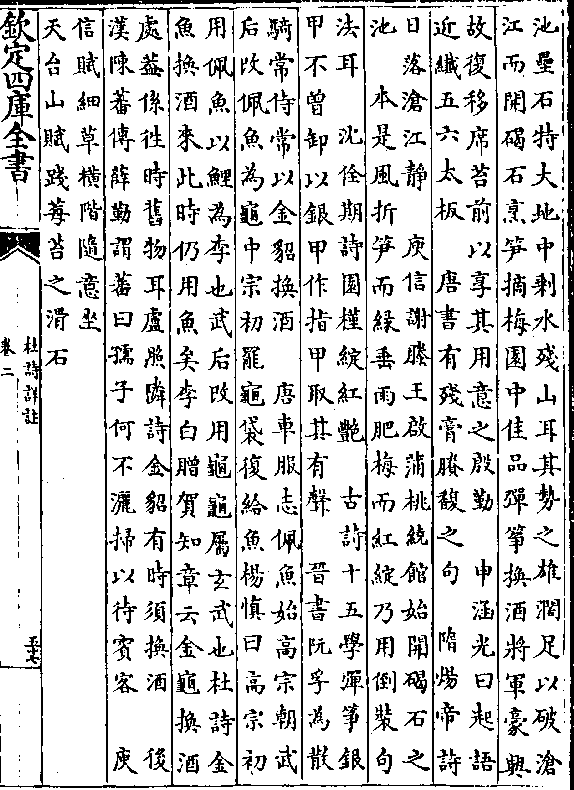 池壘石特大地中剩水殘山耳其勢之雄濶足以破滄
江而開碣石烹笋摘梅園中佳品彈筝換酒將軍豪興
故復移席苔前以享其用意之殷勤　申涵光曰起語
近纖五六太板　唐書有殘膏賸馥之句　隋煬帝詩
日落滄江靜　庾信謝滕王啟蒲桃繞館始開碣石之
池　本是風折笋而綠垂雨肥梅而紅綻乃用倒裝句
法耳　沈佺期詩園槿綻紅艷　古詩十五學彈筝銀
甲不曾卸以銀甲作指甲取其有聲　晉書阮孚為散
騎常侍常以金貂換酒　唐車服志佩魚始高宗朝武
后改佩魚為龜中宗初罷龜袋復給魚楊慎曰高宗初
用佩魚以鯉為李也武后改用龜龜屬玄武也杜詩金
魚換酒來此時仍用魚矣李白贈賀知章云金龜換酒
處葢係徃時舊物耳盧照隣詩金貂有時須換酒　後
漢陳蕃傳薛勤謂蕃曰孺子何不灑掃以待賓客　庾
信賦細草橫階隨意坐
天台山賦踐莓苔之滑石
欽定四庫全書
杜詩詳註
卷二
五十七